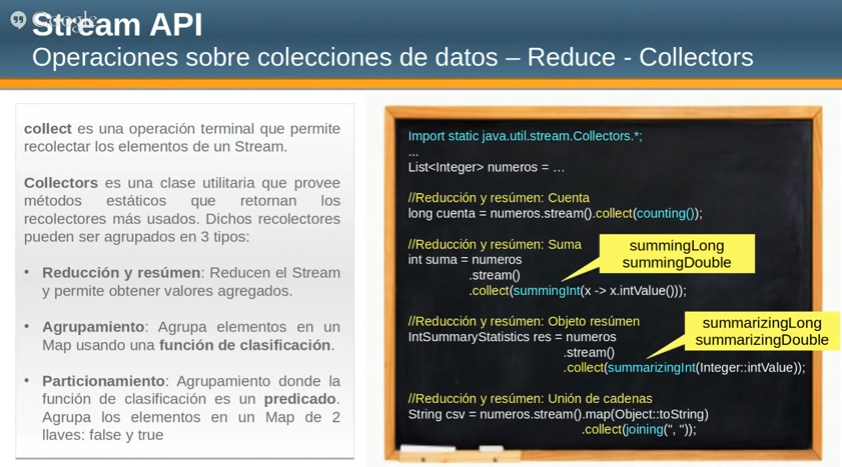 Google
Stream API
Operaciones sobre colecciones de datos – Reduce - Collectors
collect es una operación terminal que permite
recolectar los elementos de un Stream.
Collectors es una clase utilitaria que provee
métodos estáticos que retornan los
recolectores más usados. Dichos recolectores
pueden ser agrupados en 3 tipos:
• Reducción y resúmen: Reducen el Stream
y permite obtener valores agregados.
• Agrupamiento: Agrupa elementos en un
Map usando una función de clasificación.
• Particionamiento: Agrupamiento donde la
función de clasificación es un predicado.
Agrupa los elementos en un Map de 2
llaves: false y true
Import static java.util.stream.Collectors.*;
...
List<Integer> numeros = …
//Reducción y resúmen: Cuenta
long cuenta = numeros.stream().collect(counting());
//Reducción y resúmen: Suma
int suma = numeros
.stream()
.collect(summingInt(x -> x.intValue()));
summingLong
summingDouble
//Reducción y resúmen: Objeto resúmen
IntSummaryStatistics res = numeros
.stream()
.collect(summarizingInt(Integer::intValue));
summarizingLong
summarizingDouble
//Reducción y resúmen: Unión de cadenas
String csv = numeros.stream().map(Object::toString)
.collect(joining(", "));